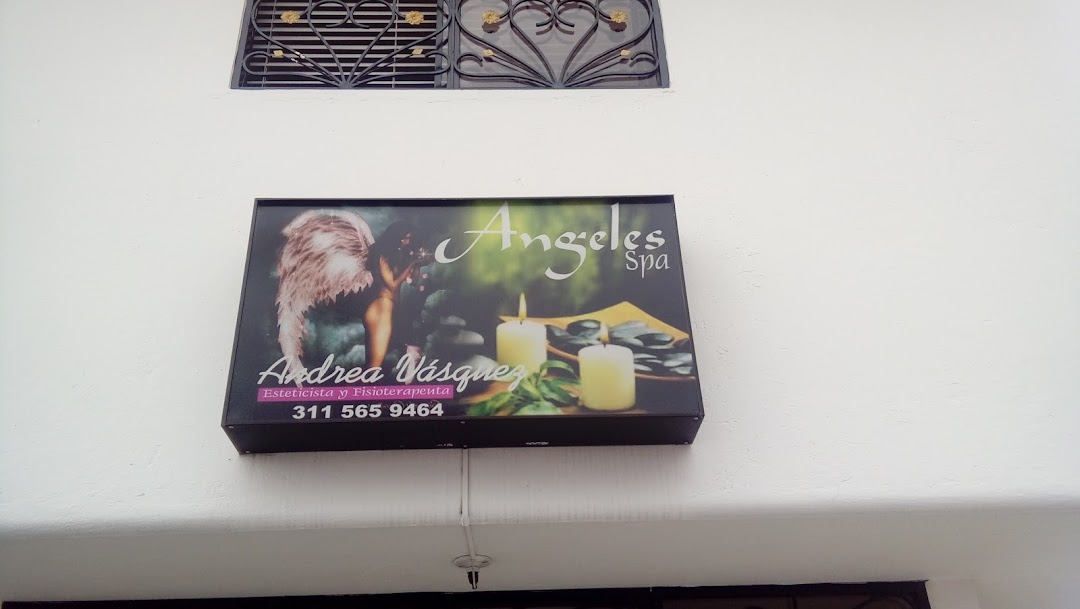 Angeles
Spa
Andrea Vásquez
Esteticista y Fisioterapeuta
311 565 9464